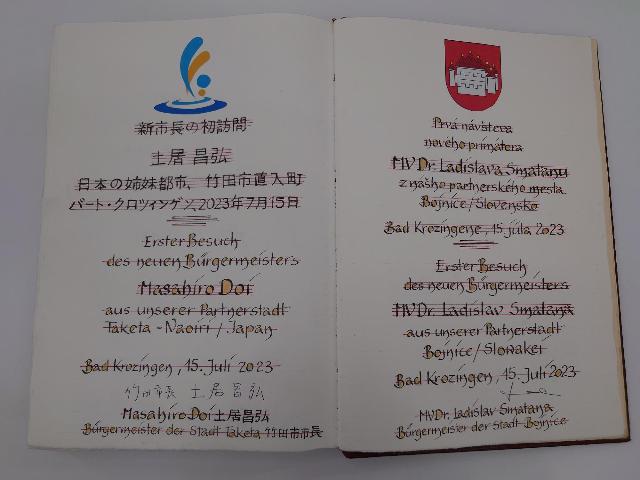 新市長の初訪問
土居 昌弘
日本の姉妹都市、竹田市直入町
バート・クロツィンゲン, 2023年7月15日
Erster Besuch
des neuen Bürgermeisters
Masahiro Doi
aus unserer Partnerstadt
Taketa-Naoiri / Japan
Bad Krozingen, 15. Juli 2023
竹田市長 土居昌弘
Masahiro Doi 土居昌弘
Bürgermeister der Stadt Taketa 竹田市市長
Prvá návšteva
nového primátora
MVDr. Ladislava Smatanu
z nášho partnerského mesta
Bojnice / Slovensko
Bad Krozingene, 15. júla 2023
Erster Besuch
des neuen Bürgermeisters
MVDr. Ladislav Smatana
aus unserer Partnerstadt
Bojnice / Slowakei
Bad Krozingen, 15. Juli 2023
MVDr. Ladislav Smatana
Bürgermeister der Stadt Bojnice